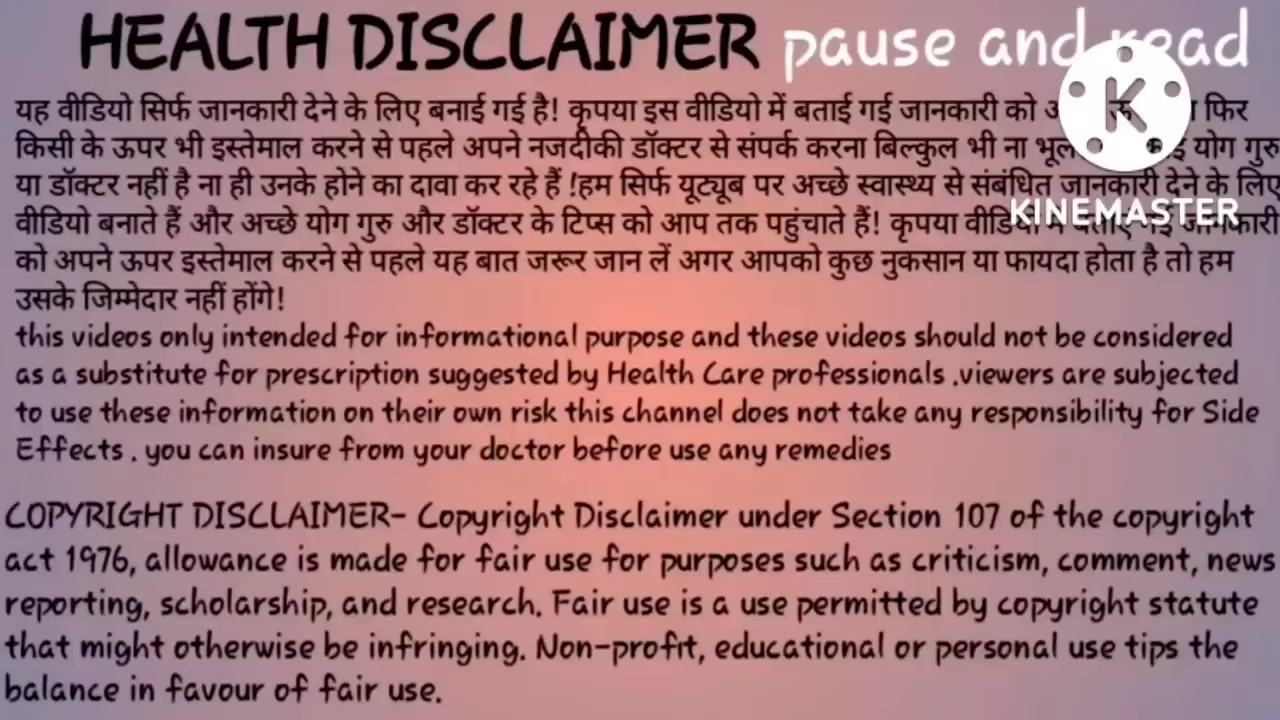 HEALTH DISCLAIMER pause and read
यह वीडियो सिर्फ जानकारी देने के लिए बनाई गई है! कृपया इस वीडियो में बताई गई जानकारी को फिर
किसी के ऊपर भी इस्तेमाल करने से पहले अपने नजदीकी डॉक्टर से संपर्क करना बिल्कुल भी ना योग गुरु
या डॉक्टर नहीं है ना ही उनके होने का दावा कर रहे हैं !हम सिर्फ यूट्यूब पर अच्छे स्वास्थ्य से संबंधित जानकारी देने के लिए
वीडियो बनाते हैं और अच्छे योग गुरु और डॉक्टर के टिप्स को आप तक पहुंचाते हैं! कृपया
KINEMASTER
को अपने ऊपर इस्तेमाल करने से पहले यह बात जरूर जान लें अगर आपको कुछ नुकसान या फायदा होता है तो हम
उसके जिम्मेदार नहीं होंगे!
this videos only intended for informational purpose and these videos should not be considered
as a substitute for prescription suggested by Health Care professionals .viewers are subjected
to use these information on their own risk this channel does not take any responsibility for Side
Effects . you can insure from your doctor before use any remedies
COPYRIGHT DISCLAIMER- Copyright Disclaimer under Section 107 of the copyright
act 1976, allowance is made for fair use for purposes such as criticism, comment, news
reporting, scholarship, and research. Fair use is a use permitted by copyright statute
that might otherwise be infringing. Non-profit, educational or personal use tips the
balance in favour of fair use.